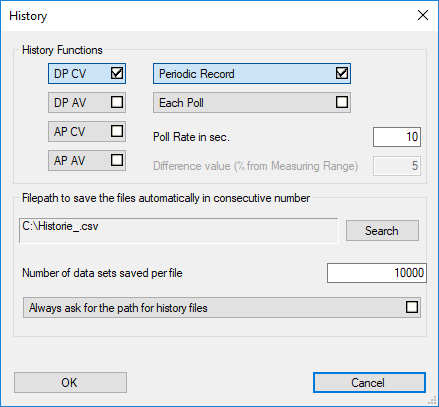 History
History Functions
DP CV
Periodic Record
DP AV
Each Poll
AP CV
Poll Rate in sec.
10
AP AV
Difference value (% from Measuring Range)
5
Filepath to save the files automatically in consecutive number
C:\Historie_.csv
Search
Number of data sets saved per file
10000
Always ask for the path for history files
OK
Cancel